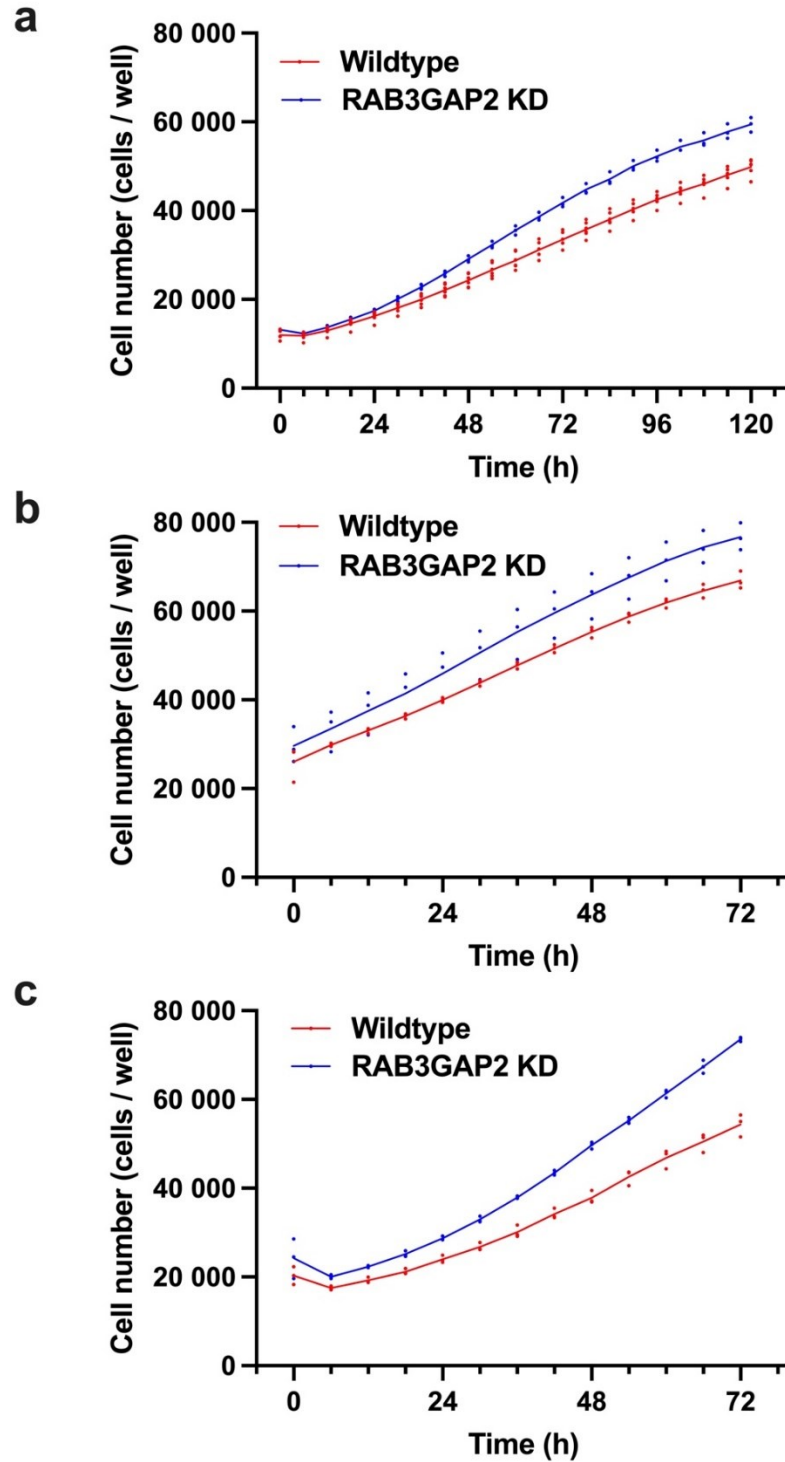 a
80 000
60 000
40 000
20 000
0
Cell number (cells / well)
Wildtype
RAB3GAP2 KD
0 24 48 72 96 120
Time (h)
b
80 000
60 000
40 000
20 000
0
Cell number (cells / well)
Wildtype
RAB3GAP2 KD
0 24 48 72
Time (h)
c
80 000
60 000
40 000
20 000
0
Cell number (cells / well)
Wildtype
RAB3GAP2 KD
0 24 48 72
Time (h)